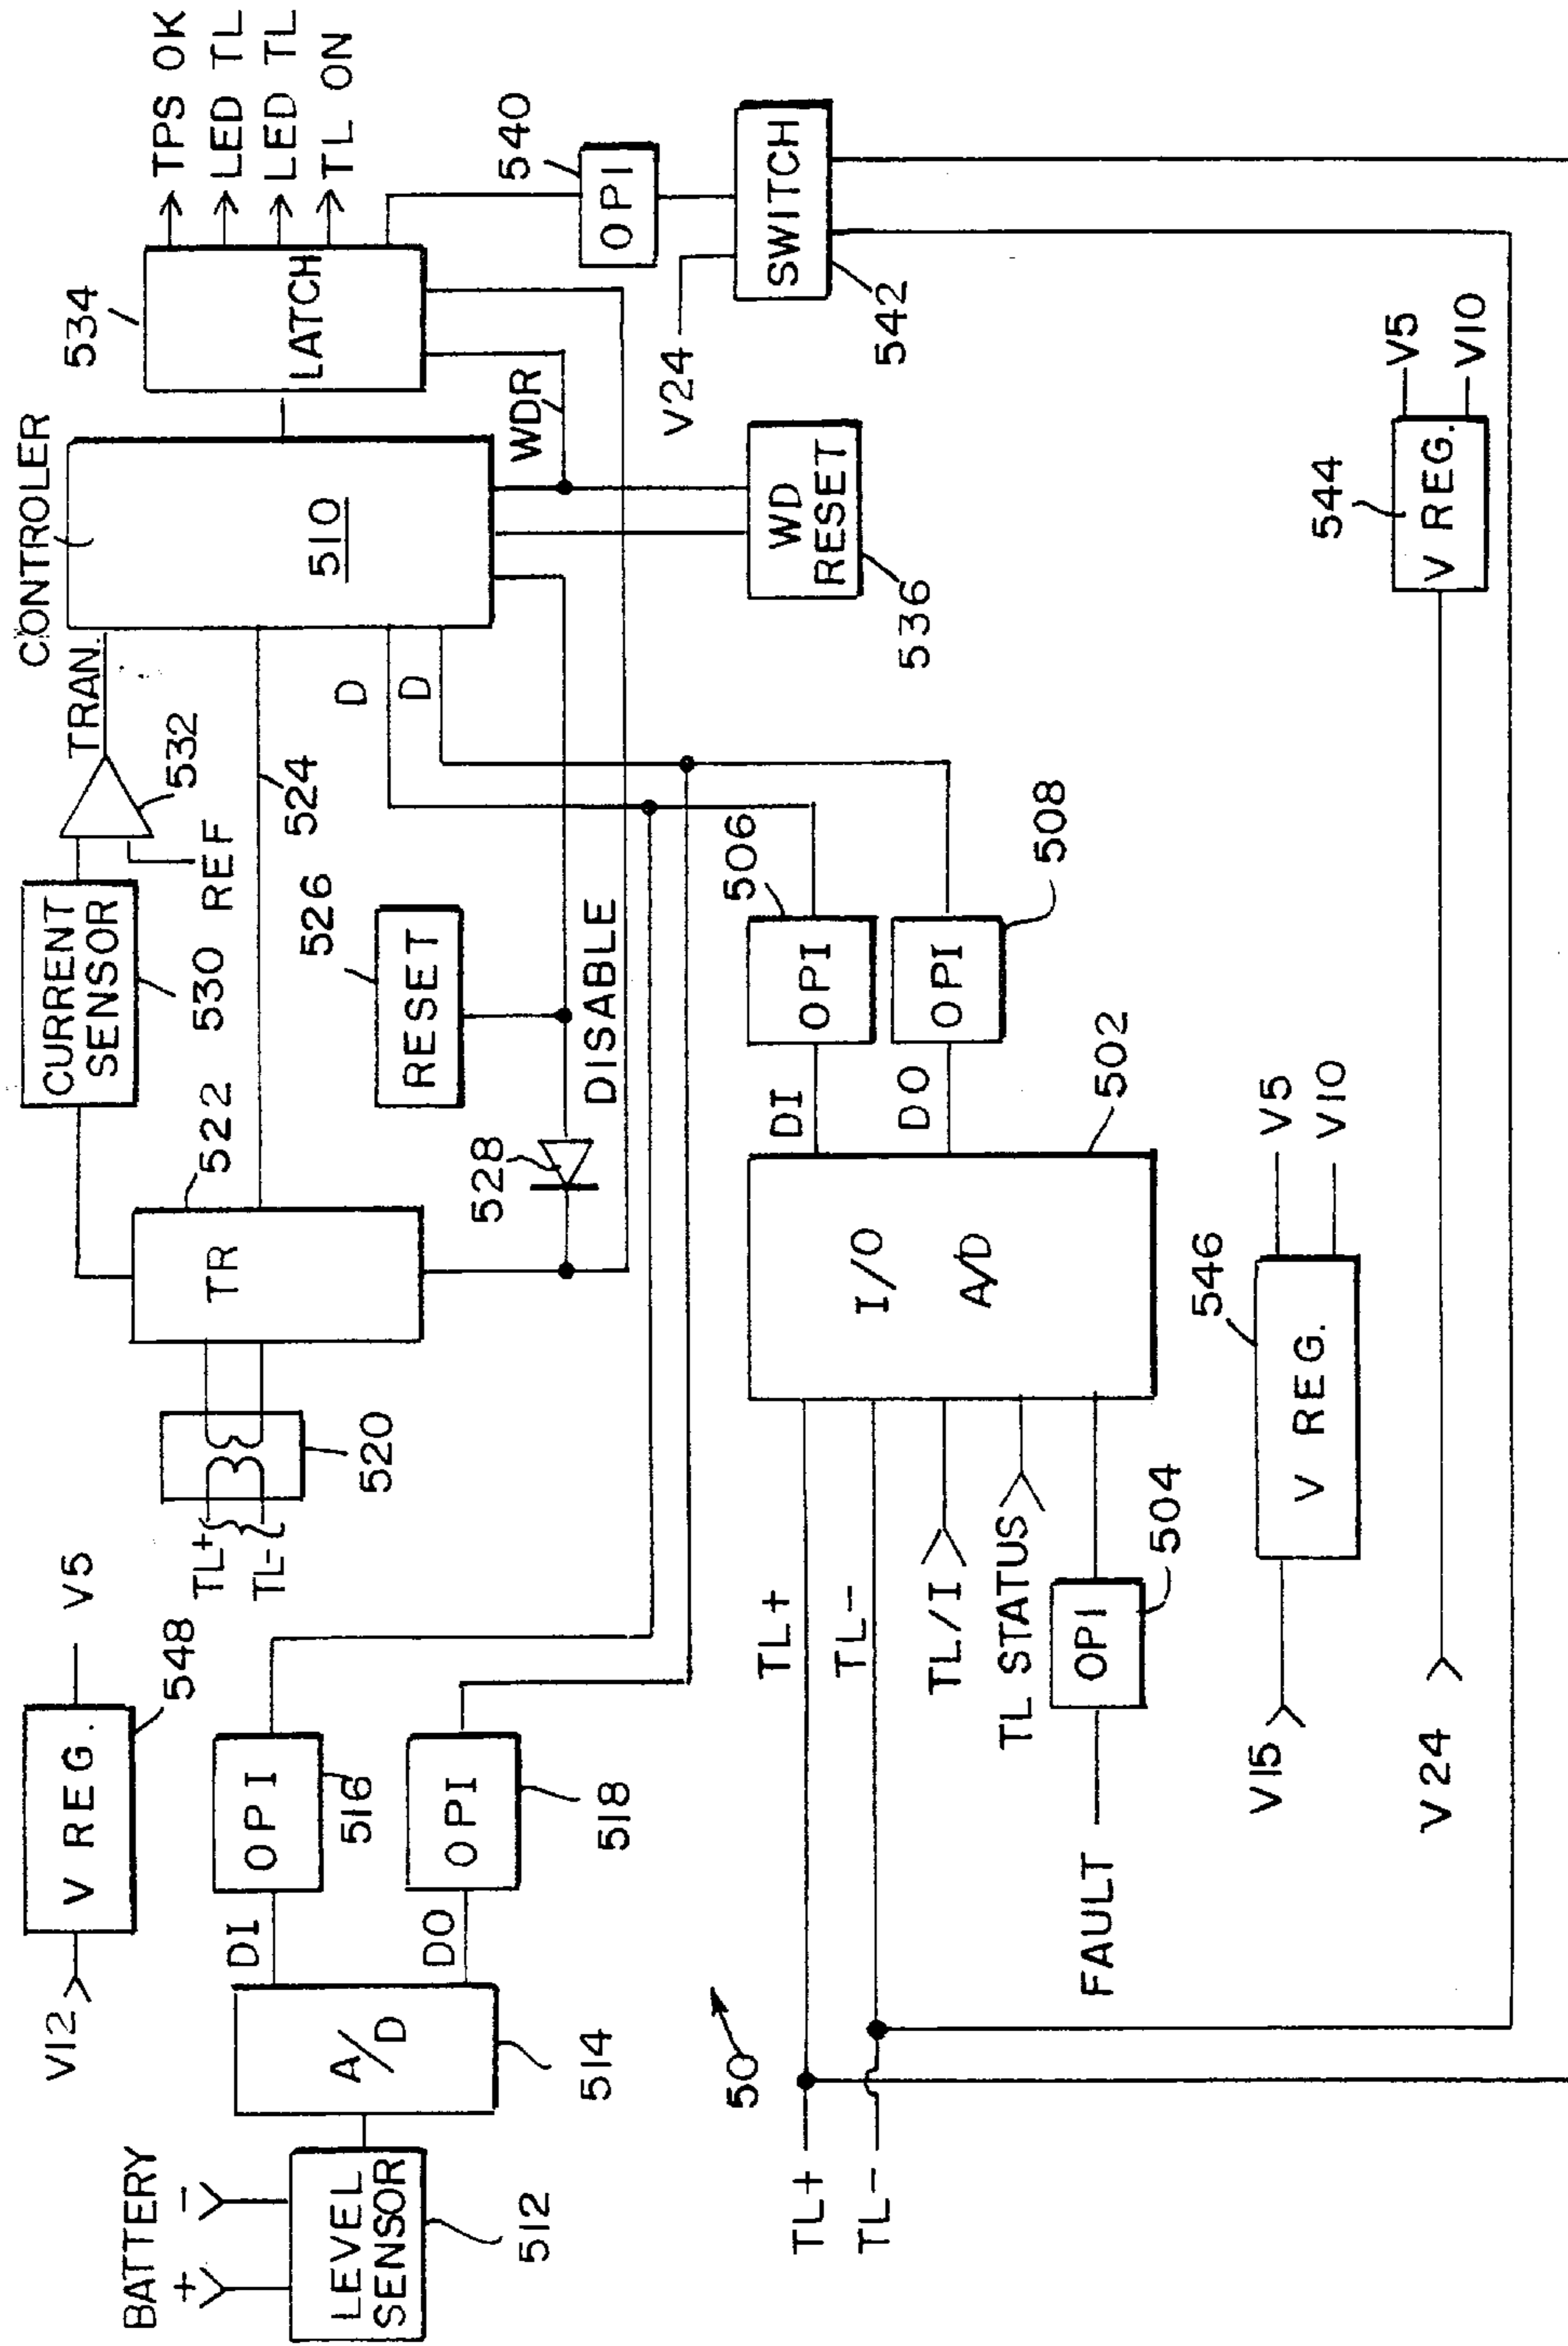 CONTROLER
TRAN.
CURRENT
SENSOR
530
532
REF
524
TPS OK
LED TL
LED TL
TL ON
534
LATCH
510
WDR
WD
RESET
536
OPI
540
V24
SWITCH
542
D
D
526
RESET
DISABLE
528
TR
522
520
TL+
TL-
V12
V REG.
548
V5
BATTERY
+ -
LEVEL
SENSOR
512
A/D
514
DI
DO
OPI
516
OPI
518
50
TL+
TL-
TL+
TL-
TL/I
TL STATUS
FAULT
OPI
504
I/O
A/D
502
DI
DO
OPI
506
OPI
508
V15
V REG.
546
V5
V10
V24
V REG.
544
V5
V10